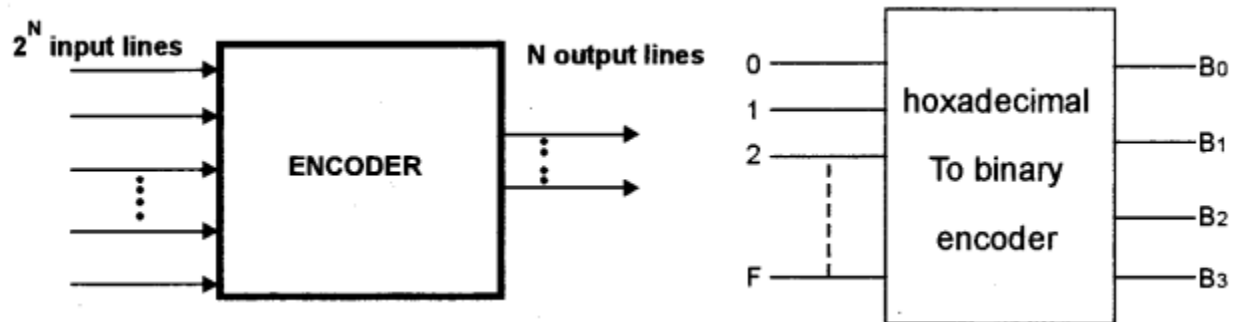 2^N input lines
N output lines
ENCODER
0
1
2
F
hoxadecimal
To binary
encoder
B0
B1
B2
B3